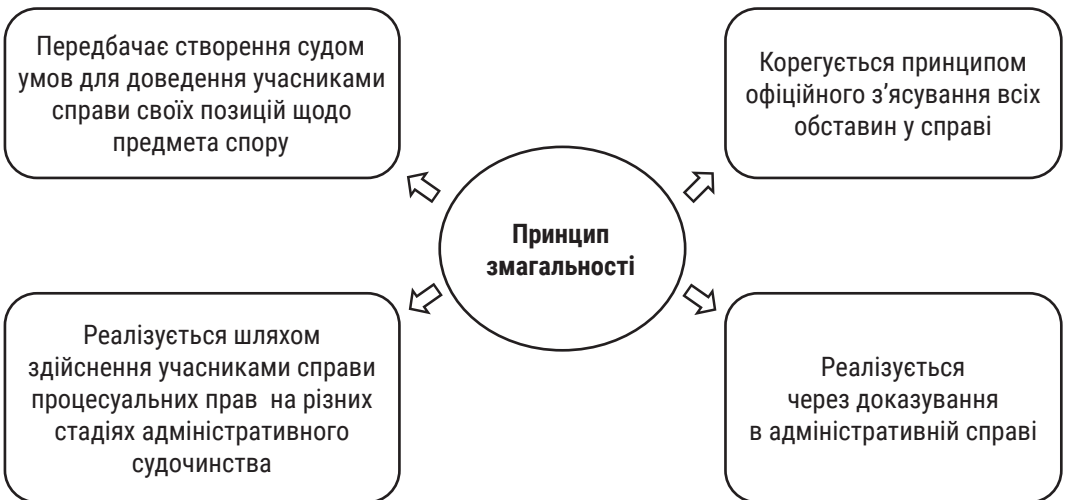 Передбачає створення судом
умов для доведення учасниками
справи своїх позицій щодо
предмета спору
Корегується принципом
офіційного з’ясування всіх
обставин у справі
Принцип
змагальності
Реалізується шляхом
здійснення учасниками справи
процесуальних прав на різних
стадіях адміністративного
судочинства
Реалізується
через доказування
в адміністративній справі